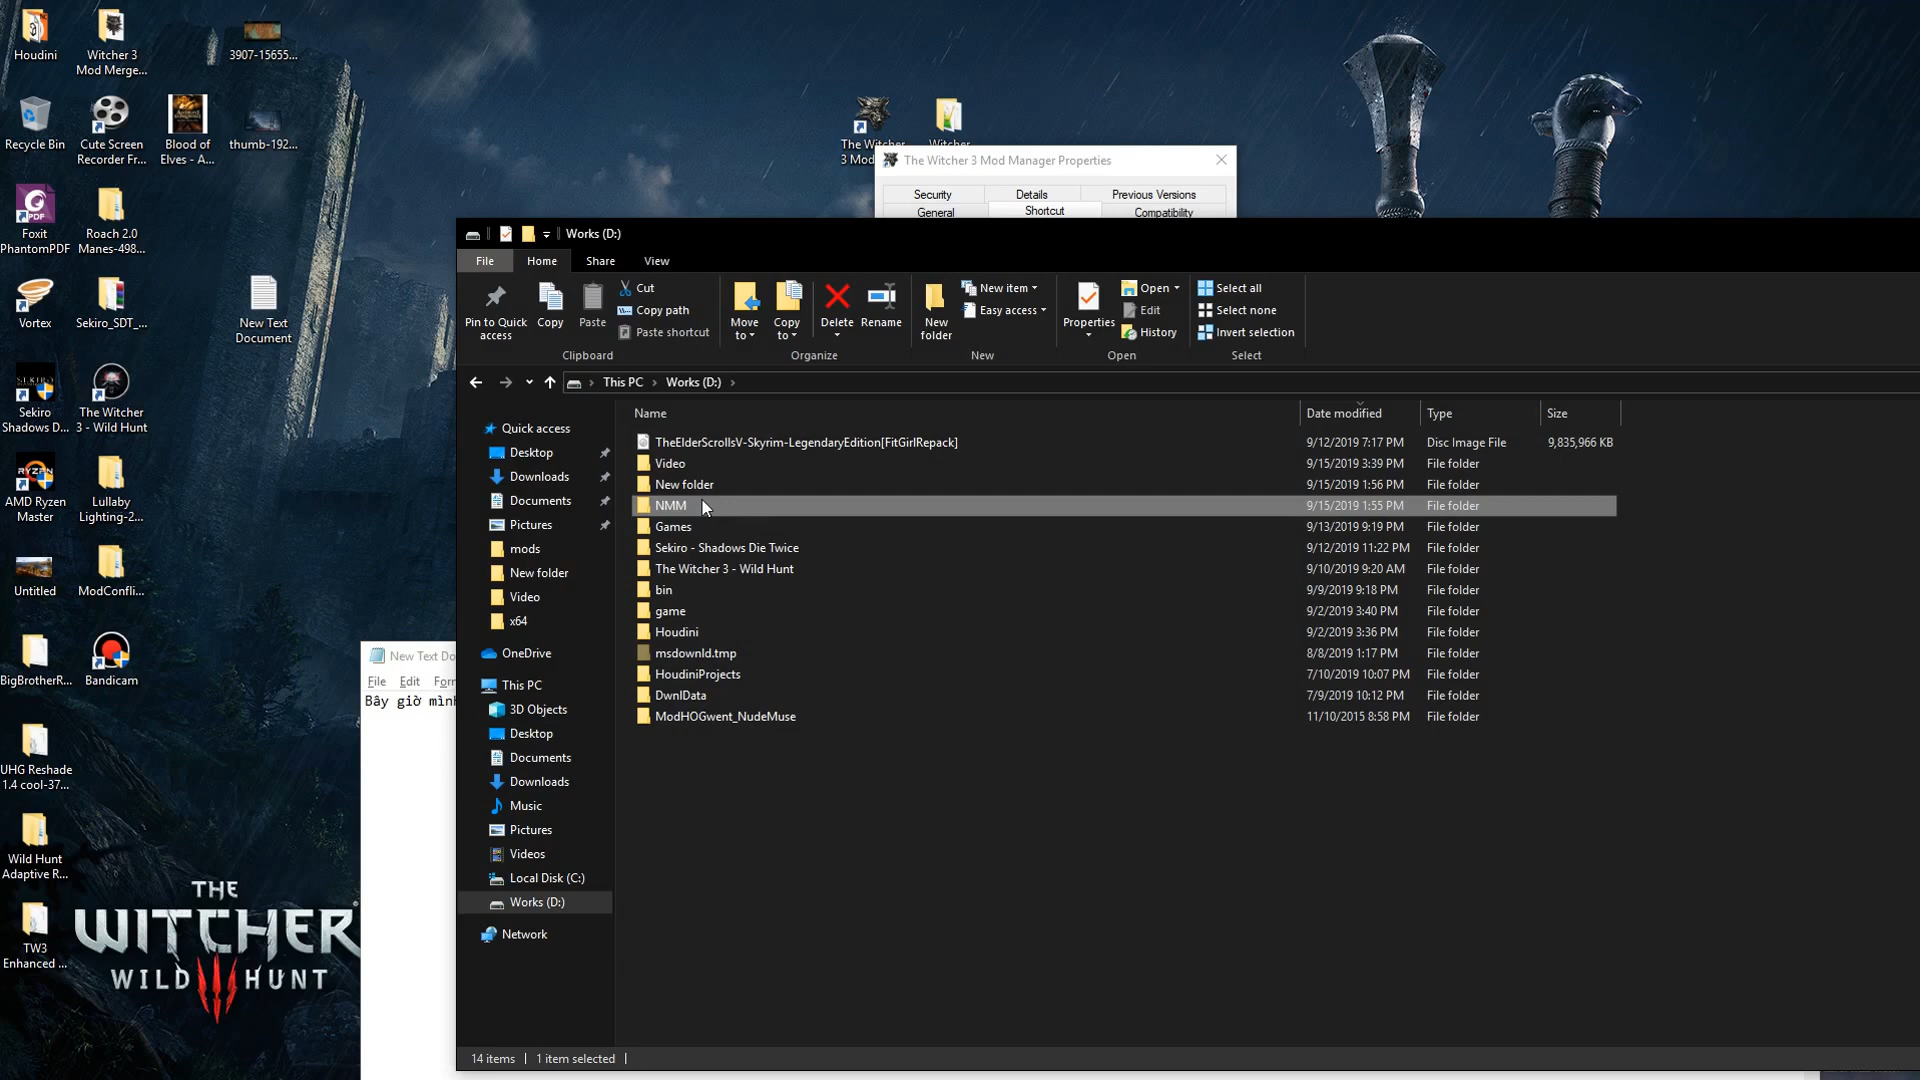 Houdini
Witcher 3
Mod Merge...
3907-15655...
Recycle Bin
Cute Screen
Recorder Fr...
Blood of
Elves - A...
thumb-192...
Foxit
PhantomPDF
Roach 2.0
Manes-498...
Vortex
Sekiro_SDT_...
New Text
Document
Sekiro
Shadows D...
The Witcher
3 - Wild Hunt
AMD Ryzen
Master
Lullaby
Lighting-2...
Untitled
ModConfli...
BigBrotherR...
Bandicam
UHG Reshade
1.4 cool-37...
Wild Hunt
Adaptive R...
TW3
Enhanced ...
THE
WITCHER
WILD HUNT
The Witcher
3 Mod
Witcher
The Witcher 3 Mod Manager Properties
Security Details Previous Versions
General Shortcut Compatibility
New Text Do
File Edit Form
Bây giờ mình
Works (D:)
File Home Share View
Pin to Quick
access
Copy
Paste
Cut
Copy path
Paste shortcut
Clipboard
Move
to
Copy
to
Delete
Rename
Organize
New
folder
New item
Easy access
New
Properties
Open
Edit
History
Open
Select all
Select none
Invert selection
Select
This PC Works (D:)
Quick access
Desktop
Downloads
Documents
Pictures
mods
New folder
Video
x64
OneDrive
This PC
3D Objects
Desktop
Documents
Downloads
Music
Pictures
Videos
Local Disk (C:)
Works (D:)
Network
Name Date modified Type Size
TheElderScrollsV-Skyrim-LegendaryEdition[FitGirlRepack] 9/12/2019 7:17 PM Disc Image File 9,835,966 KB
Video 9/15/2019 3:39 PM File folder
New folder 9/15/2019 1:56 PM File folder
NMM 9/15/2019 1:55 PM File folder
Games 9/13/2019 9:19 PM File folder
Sekiro - Shadows Die Twice 9/12/2019 11:22 PM File folder
The Witcher 3 - Wild Hunt 9/10/2019 9:20 AM File folder
bin 9/9/2019 9:18 PM File folder
game 9/2/2019 3:40 PM File folder
Houdini 9/2/2019 3:36 PM File folder
msdownld.tmp 8/8/2019 1:17 PM File folder
HoudiniProjects 7/10/2019 10:07 PM File folder
DwnlData 7/9/2019 10:12 PM File folder
ModHOGwent_NudeMuse 11/10/2015 8:58 PM File folder
14 items 1 item selected